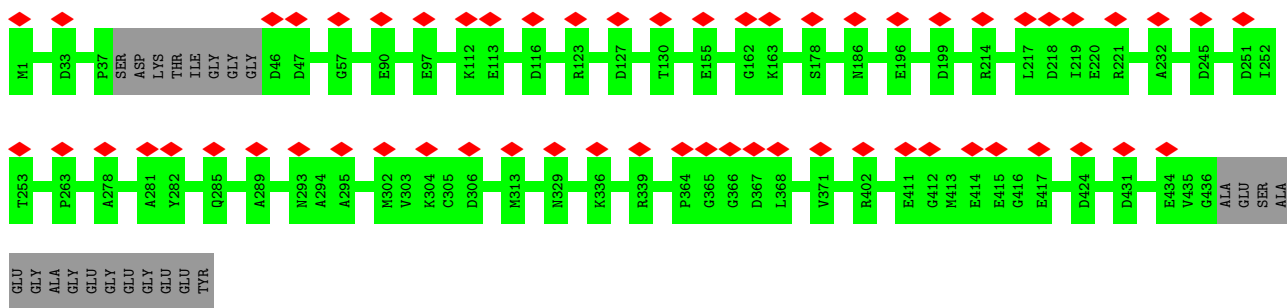 M1 D33 P37 SER ASP LYS THR ILE GLY GLY GLY D46 D47 G57 E90 E97 K112 E113 D116 R123 D127 T130 E155 G162 K163 S178 N186 E196 D199 R214 L217 D218 I219 E220 R221 A232 D245 D251 I252
T253 P263 A278 A281 Y282 Q285 A289 N293 A294 A295 M302 V303 K304 C305 D306 M313 N329 K336 R339 P364 G365 G366 D367 L368 V371 R402 E411 G412 M413 E414 E415 G416 E417 D424 D431 E434 V435 G436 ALA GLU SER ALA
GLU GLY ALA GLY GLU GLY GLU GLY GLU GLU TYR